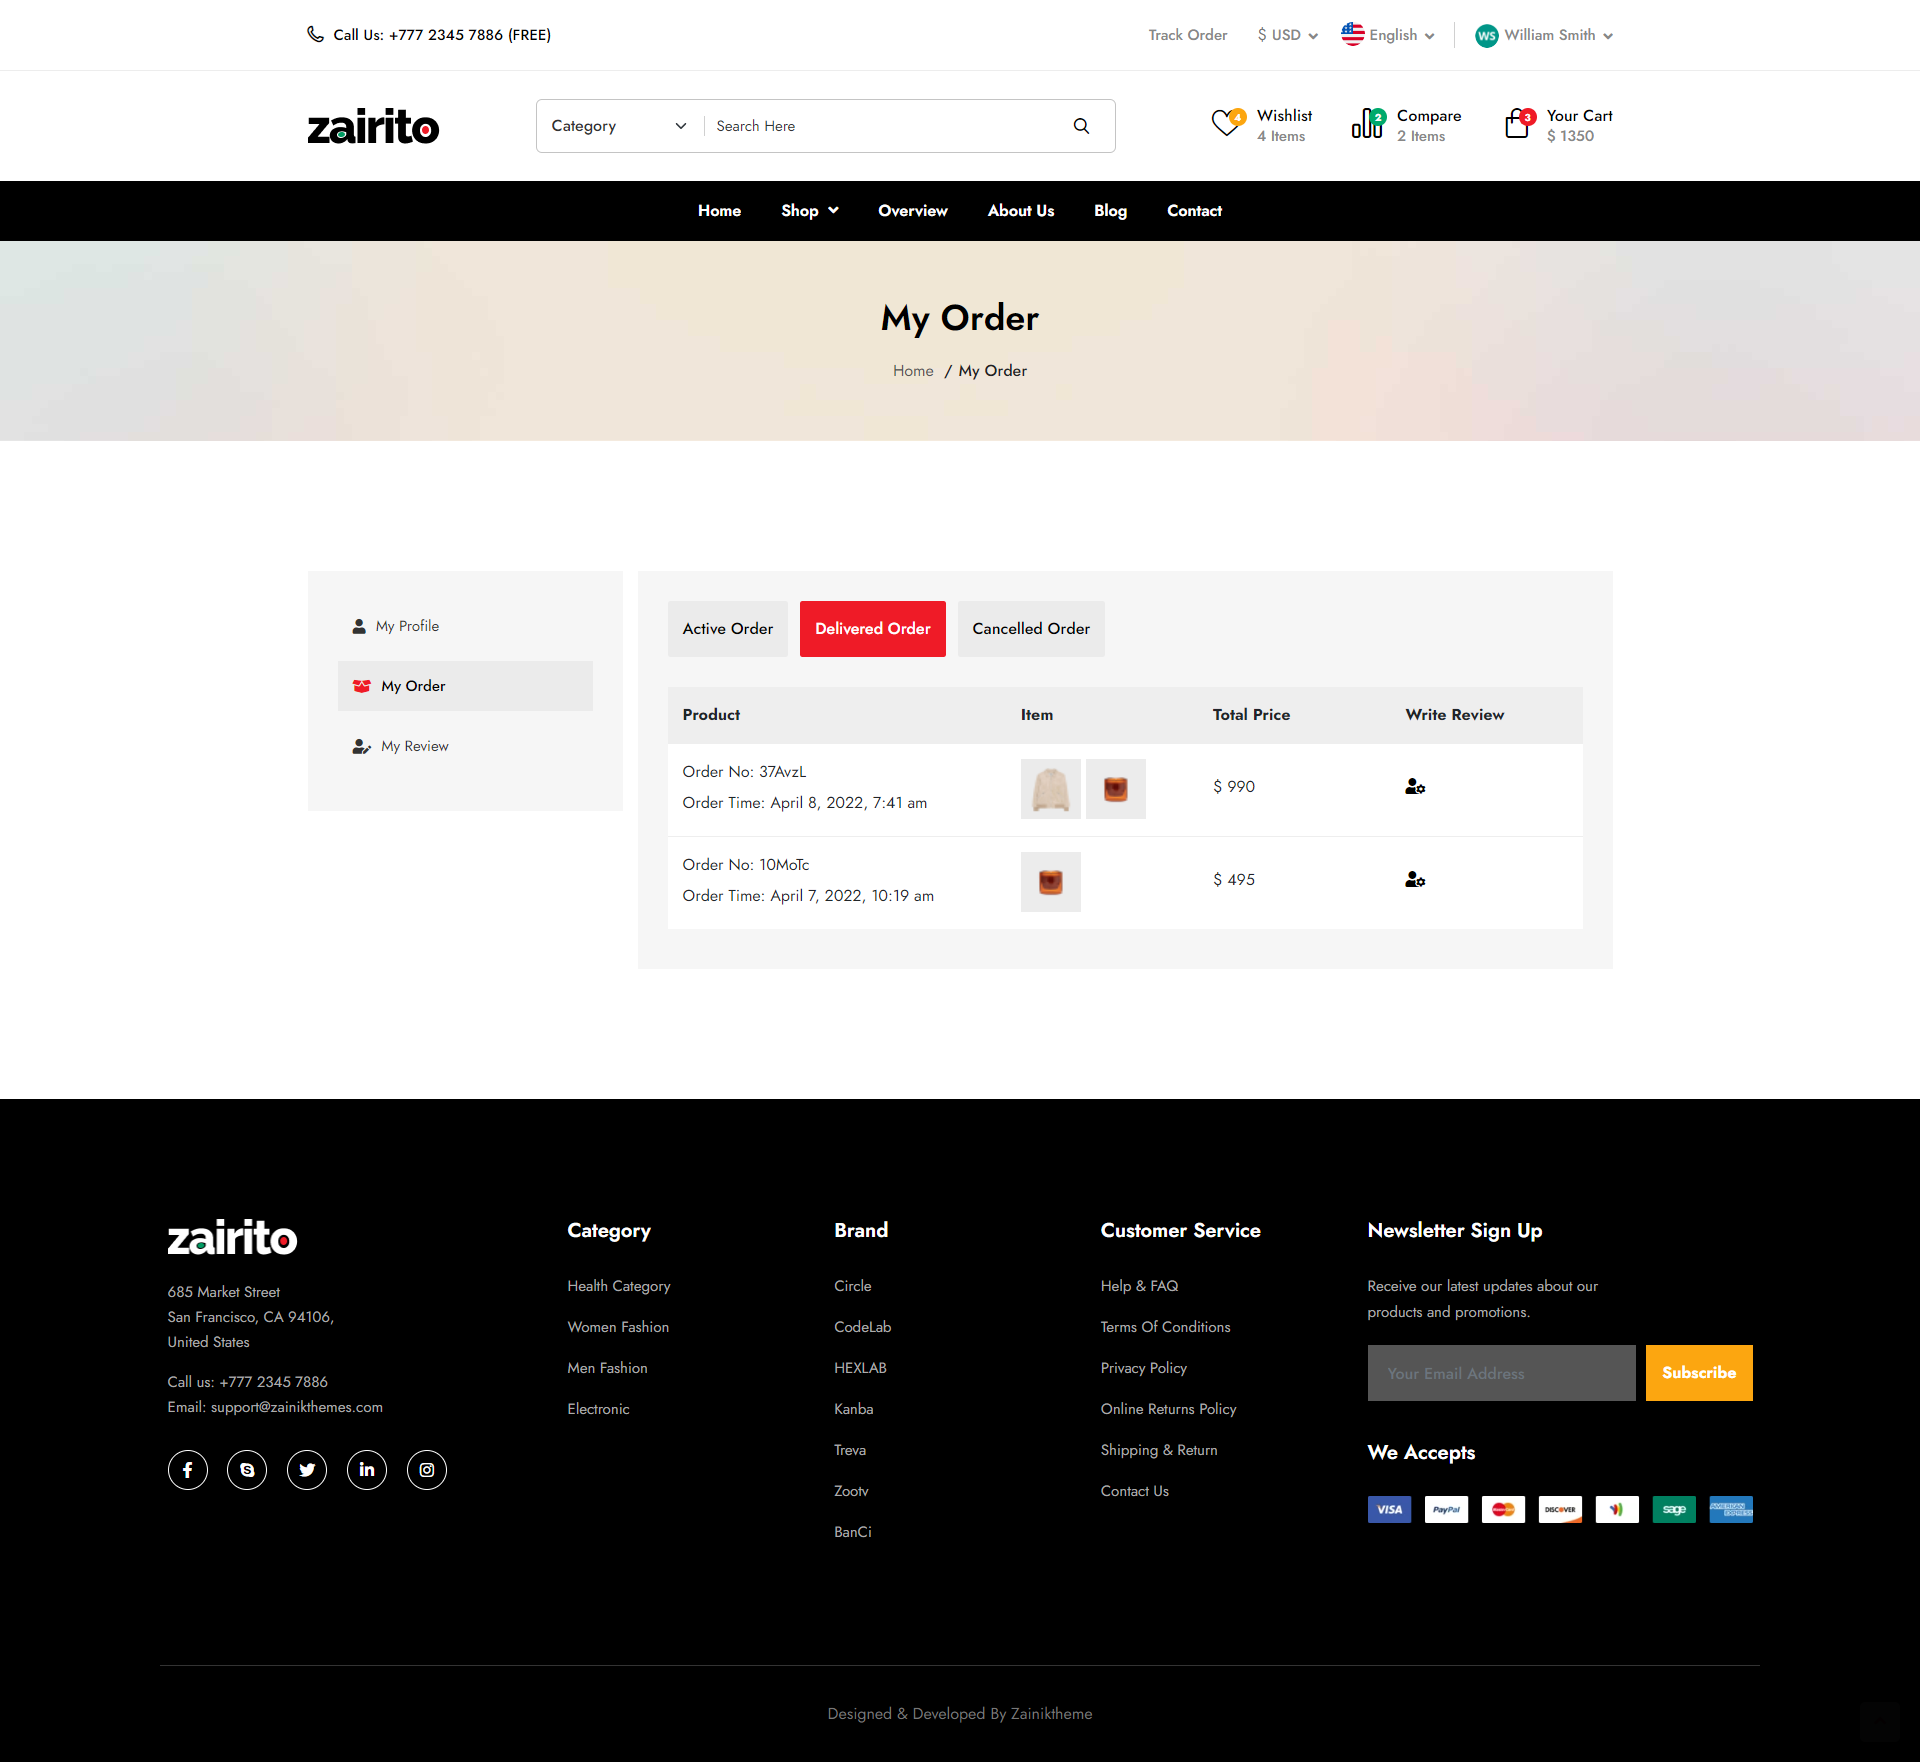 Call Us: +777 2345 7886 (FREE)
Track Order
$ USD
English
WS
William Smith
zairito
Category
Search Here
4
Wishlist
4 Items
2
Compare
2 Items
3
Your Cart
$ 1350
Home
Shop
Overview
About Us
Blog
Contact
My Order
Home / My Order
My Profile
My Order
My Review
Active Order
Delivered Order
Cancelled Order
Product
Item
Total Price
Write Review
Order No: 37AvzL
Order Time: April 8, 2022, 7:41 am
$ 990
Order No: 10MoTc
Order Time: April 7, 2022, 10:19 am
$ 495
zairito
685 Market Street
San Francisco, CA 94106,
United States
Call us: +777 2345 7886
Email: support@zainikthemes.com
Category
Health Category
Women Fashion
Men Fashion
Electronic
Brand
Circle
CodeLab
HEXLAB
Kanba
Treva
Zootv
BanCi
Customer Service
Help & FAQ
Terms Of Conditions
Privacy Policy
Online Returns Policy
Shipping & Return
Contact Us
Newsletter Sign Up
Receive our latest updates about our
products and promotions.
Your Email Address
Subscribe
We Accepts
VISA
PayPal
DISCOVER
sage
AMERICAN
EXPRESS
Designed & Developed By Zainiktheme